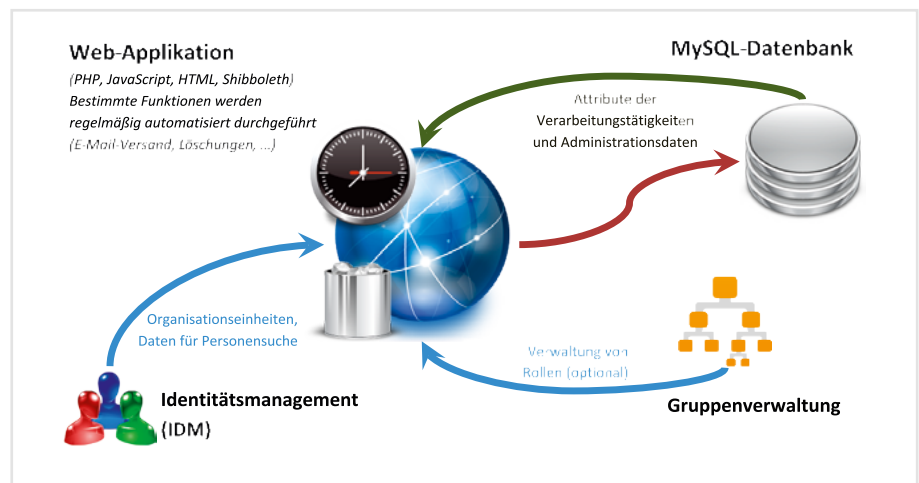 Web-Applikation
(PHP, JavaScript, HTML, Shibboleth)
Bestimmte Funktionen werden
regelmäßig automatisiert durchgeführt
(E-Mail-Versand, Löschungen, ...)
MySQL-Datenbank
Attribute der
Verarbeitungstätigkeiten
und Administrationsdaten
Organisationseinheiten,
Daten für Personensuche
Verwaltung von
Rollen (optional)
Identitätsmanagement
(IDM)
Gruppenverwaltung